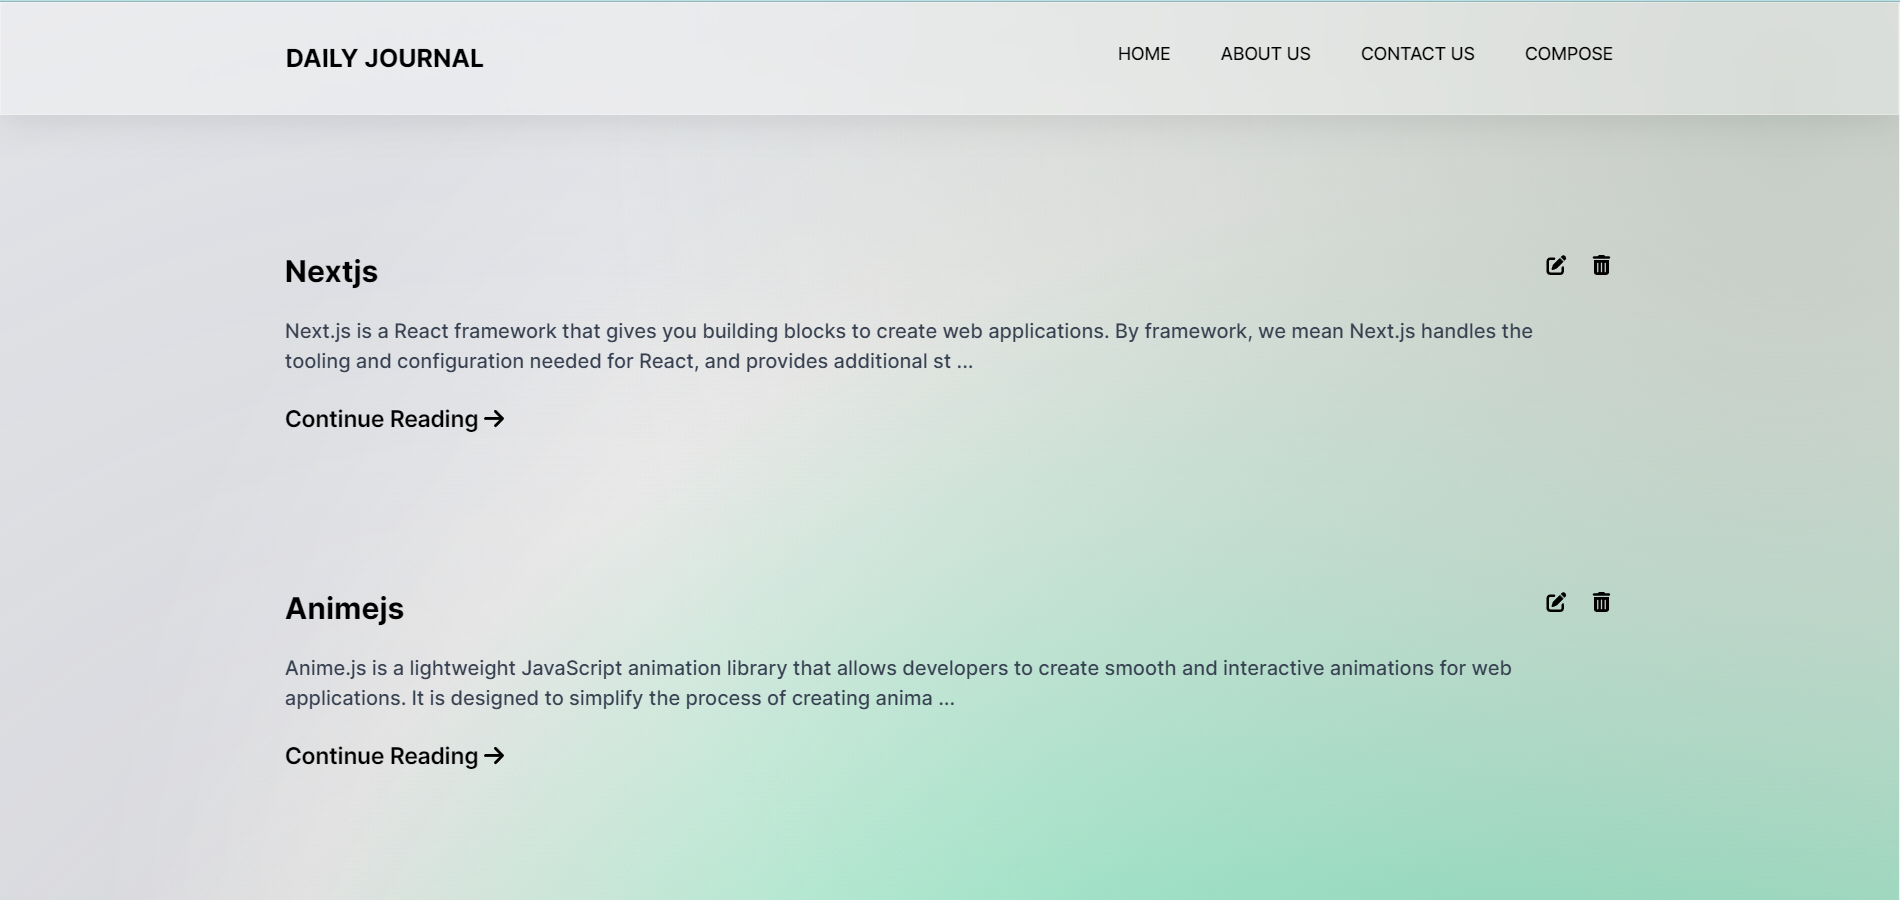 DAILY JOURNAL
HOME ABOUT US CONTACT US COMPOSE
Nextjs
Next.js is a React framework that gives you building blocks to create web applications. By framework, we mean Next.js handles the
tooling and configuration needed for React, and provides additional st ...
Continue Reading →
Animejs
Anime.js is a lightweight JavaScript animation library that allows developers to create smooth and interactive animations for web
applications. It is designed to simplify the process of creating anima ...
Continue Reading →